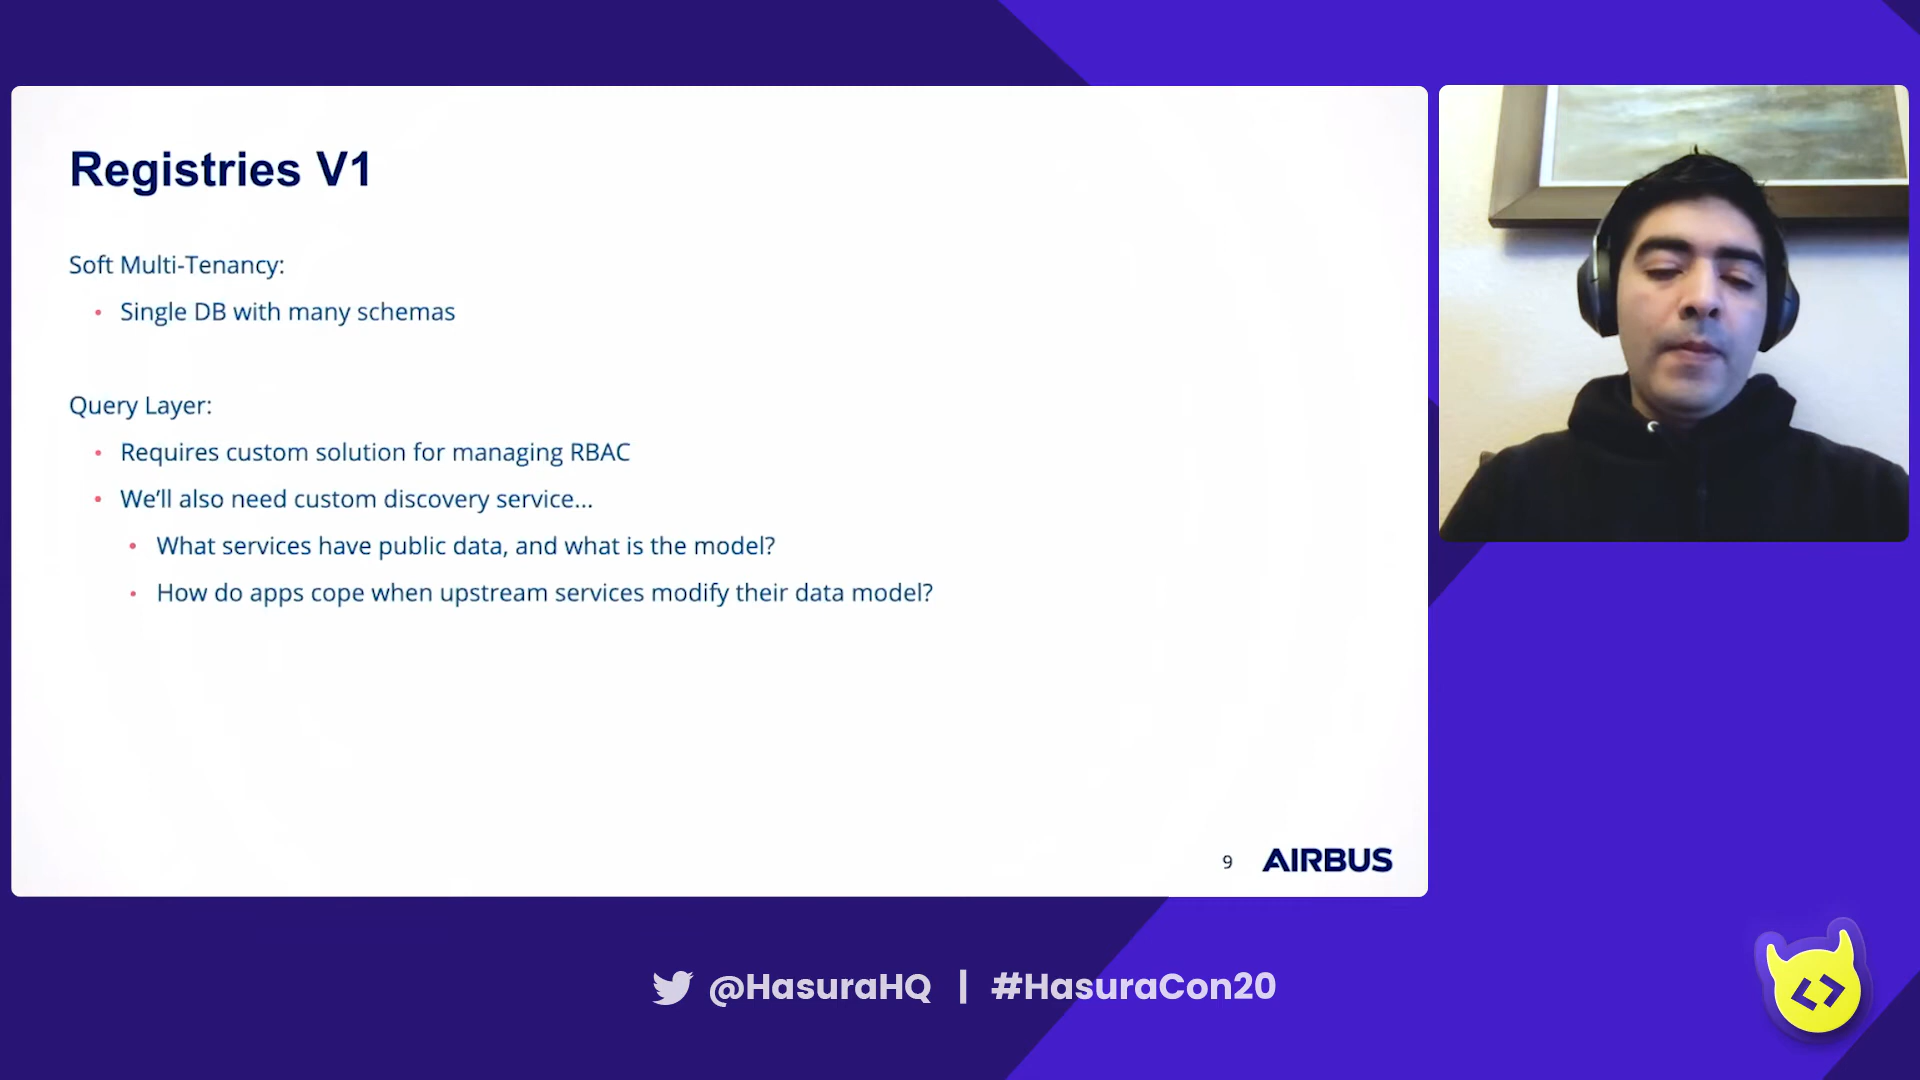 Registries V1
Soft Multi-Tenancy:
• Single DB with many schemas
Query Layer:
• Requires custom solution for managing RBAC
• We'll also need custom discovery service...
• What services have public data, and what is the model?
• How do apps cope when upstream services modify their data model?
9 AIRBUS
@HasuraHQ | #HasuraCon20